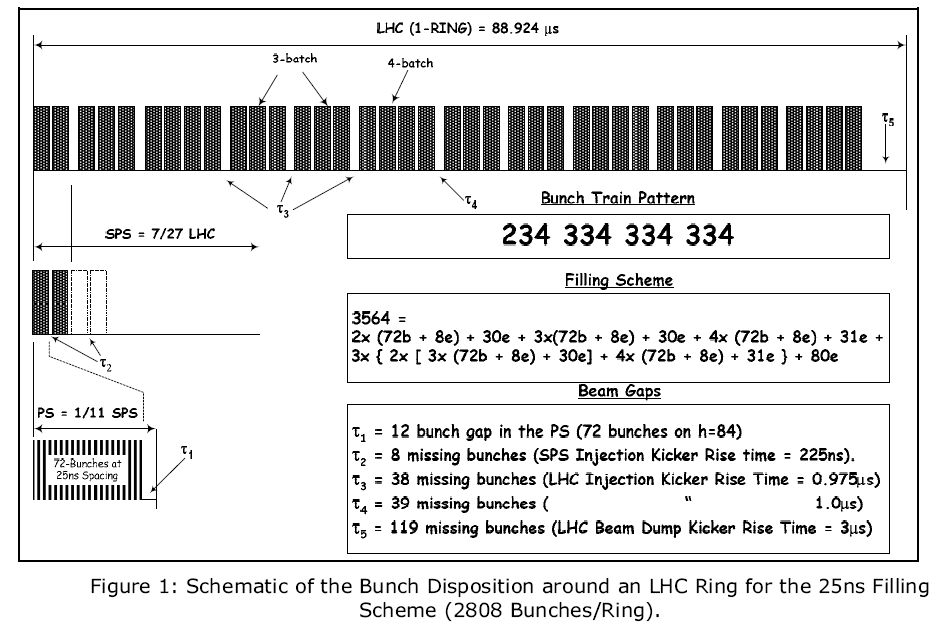 LHC (1-RING) = 88.924 μs
3-batch
4-batch
τ5
τ3
τ4
Bunch Train Pattern
234 334 334 334
SPS = 7/27 LHC
Filling Scheme
3564 =
2x (72b + 8e) + 30e + 3x(72b + 8e) + 30e + 4x (72b + 8e) + 31e +
3x { 2x [ 3x (72b + 8e) + 30e] + 4x (72b + 8e) + 31e } + 80e
τ2
Beam Gaps
PS = 1/11 SPS
τ1
72-Bunches at
25ns Spacing
τ1 = 12 bunch gap in the PS (72 bunches on h=84)
τ2 = 8 missing bunches (SPS Injection Kicker Rise time = 225ns).
τ3 = 38 missing bunches (LHC Injection Kicker Rise Time = 0.975μs)
τ4 = 39 missing bunches ( " 1.0μs)
τ5 = 119 missing bunches (LHC Beam Dump Kicker Rise Time = 3μs)
Figure 1: Schematic of the Bunch Disposition around an LHC Ring for the 25ns Filling
Scheme (2808 Bunches/Ring).